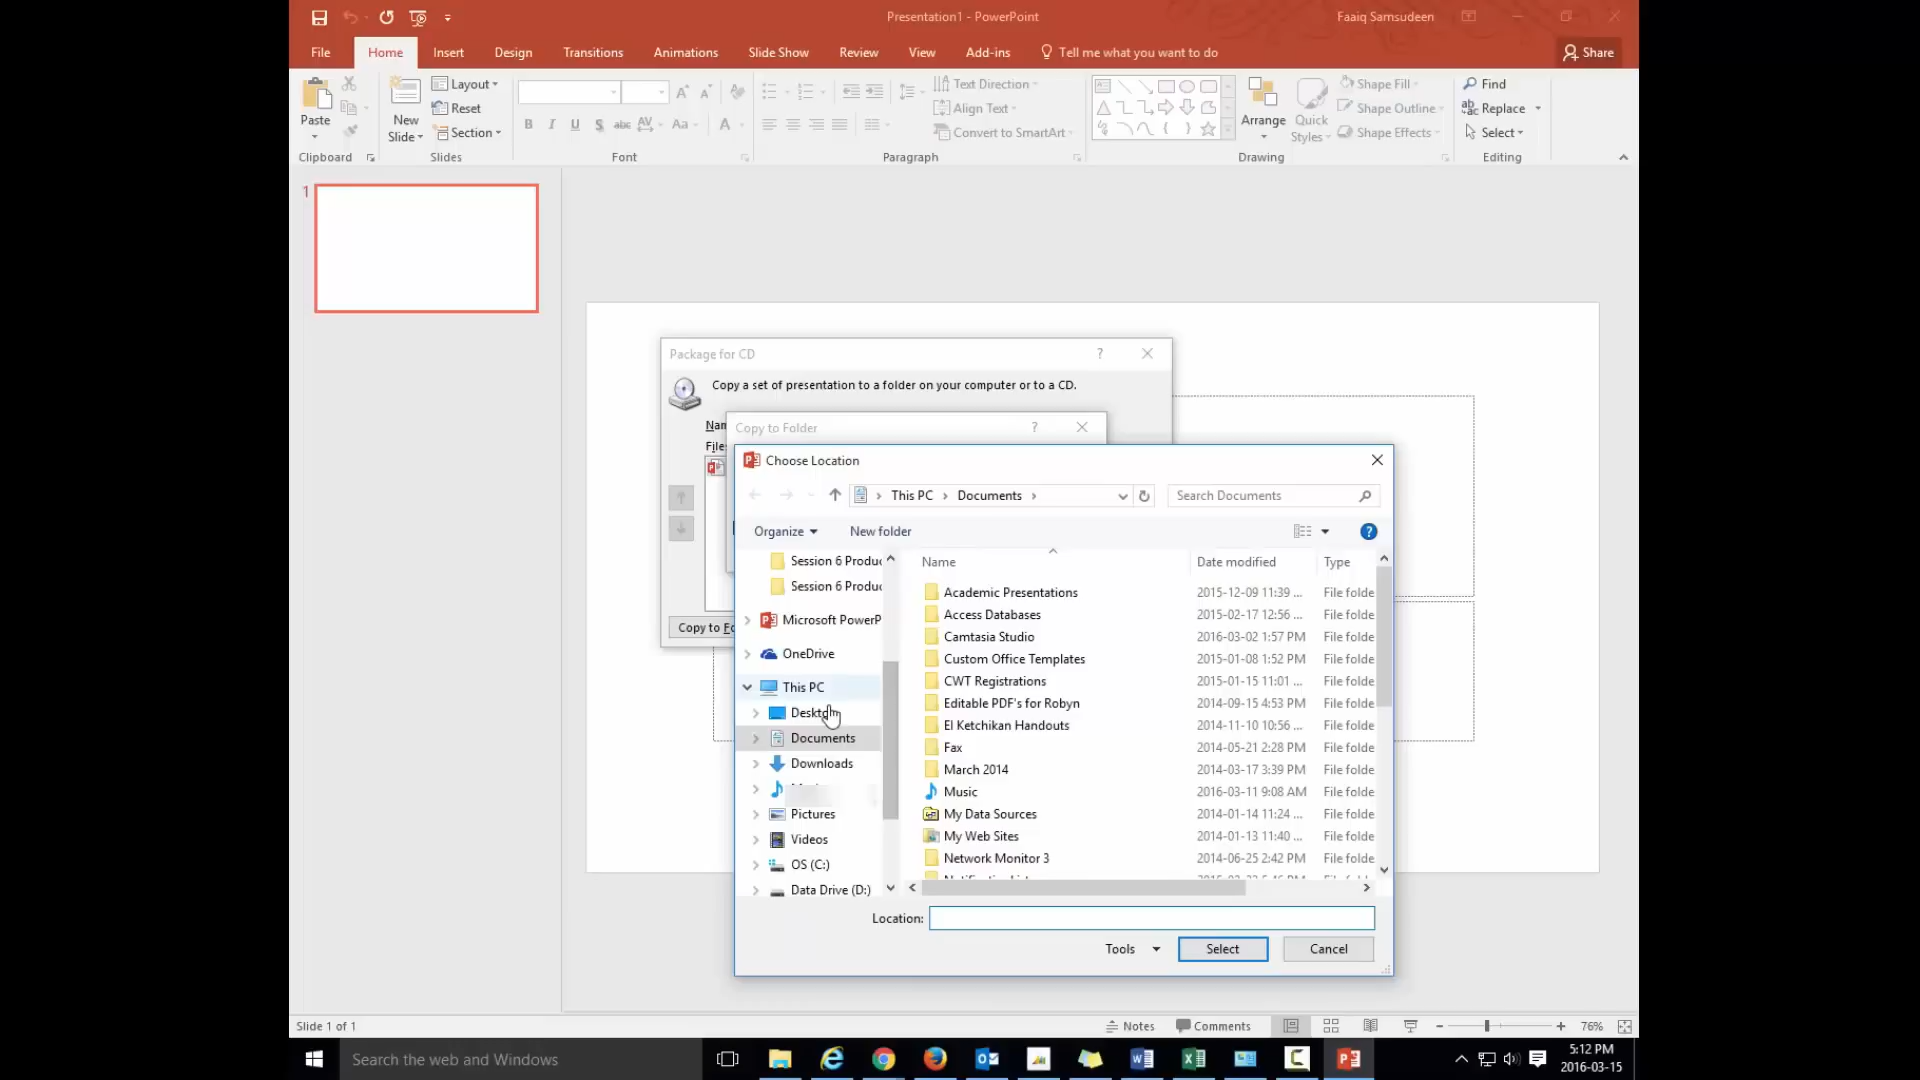 Presentation1 - PowerPoint
Faaiq Samsudeen
File Home Insert Design Transitions Animations Slide Show Review View Add-ins Tell me what you want to do Share
Paste
Clipboard
New Slide
Layout
Reset
Section
Slides
B I U S abc AV Aa A
Font
Text Direction
Align Text
Convert to SmartArt
Paragraph
Arrange
Quick Styles
Shape Fill
Shape Outline
Shape Effects
Drawing
Find
Replace
Select
Editing
1
Package for CD
Copy a set of presentation to a folder on your computer or to a CD.
Copy to Folder
Choose Location
This PC > Documents >
Search Documents
Organize New folder
Session 6 Produc
Session 6 Produc
Microsoft PowerP
OneDrive
This PC
Desktop
Documents
Downloads
Pictures
Videos
OS (C:)
Data Drive (D:)
Name Date modified Type
Academic Presentations 2015-12-09 11:39 ... File folde
Access Databases 2015-02-17 12:56 ... File folde
Camtasia Studio 2016-03-02 1:57 PM File folde
Custom Office Templates 2015-01-08 1:52 PM File folde
CWT Registrations 2015-01-15 11:01 ... File folde
Editable PDF's for Robyn 2014-09-15 4:53 PM File folde
El Ketchikan Handouts 2014-11-10 10:56 ... File folde
Fax 2014-05-21 2:28 PM File folde
March 2014 2014-03-17 3:39 PM File folde
Music 2016-03-11 9:08 AM File folde
My Data Sources 2014-01-14 11:24 ... File folde
My Web Sites 2014-01-13 11:40 ... File folde
Network Monitor 3 2014-06-25 2:42 PM File folde
Location:
Tools Select Cancel
Slide 1 of 1
Notes Comments 76%
Search the web and Windows
5:12 PM
2016-03-15